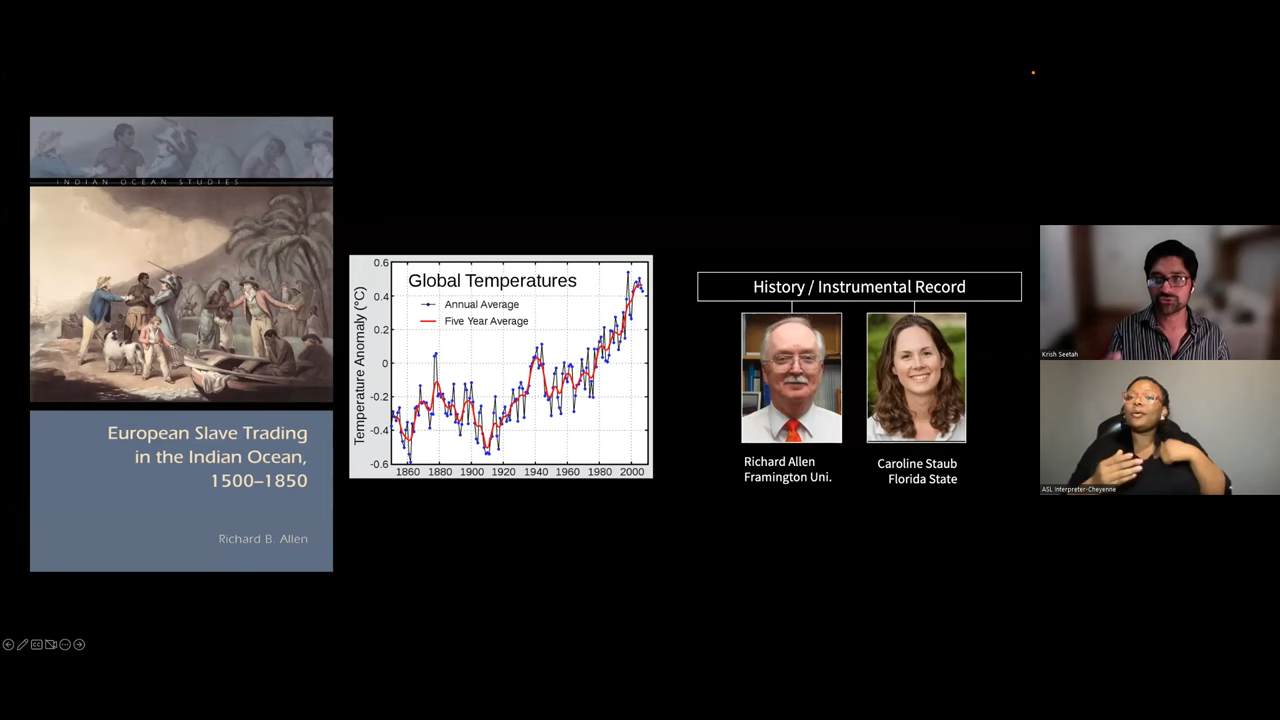 INDIAN OCEAN STUDIES
European Slave Trading
in the Indian Ocean,
1500–1850
Richard B. Allen
Global Temperatures
Annual Average
Five Year Average
Temperature Anomaly (°C)
0.6
0.4
0.2
0
-0.2
-0.4
-0.6
1860 1880 1900 1920 1940 1960 1980 2000
History / Instrumental Record
Richard Allen
Framington Uni.
Caroline Staub
Florida State
Krish Seetah
ASL Interpreter-Cheyenne
CC